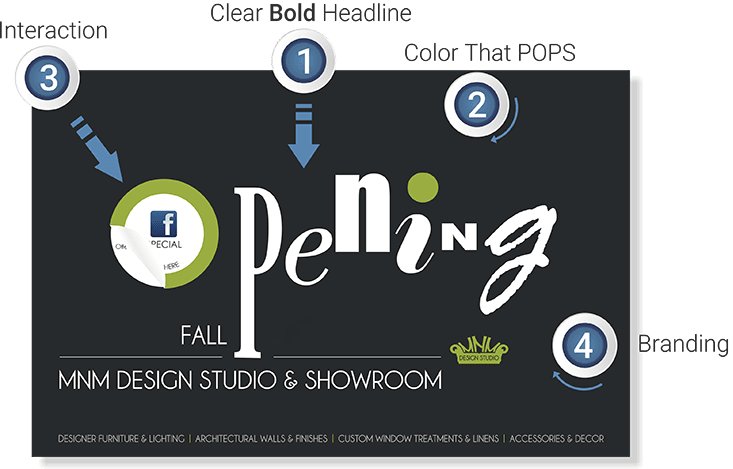 Clear Bold Headline
Interaction
Color That POPS
1
3
2
Opening
f
PECIAL
HERE
FALL
MNM
DESIGN STUDIO
4
Branding
MNM DESIGN STUDIO & SHOWROOM
DESIGNER FURNITURE & LIGHTING | ARCHITECTURAL WALLS & FINISHES | CUSTOM WINDOW TREATMENTS & LINENS | ACCESSORIES & DECOR